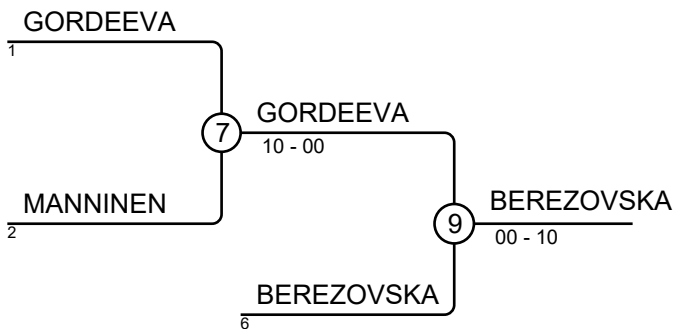 GORDEEVA
1
7
GORDEEVA
10 - 00
MANNINEN
2
9
BEREZOVSKA
00 - 10
BEREZOVSKA
6